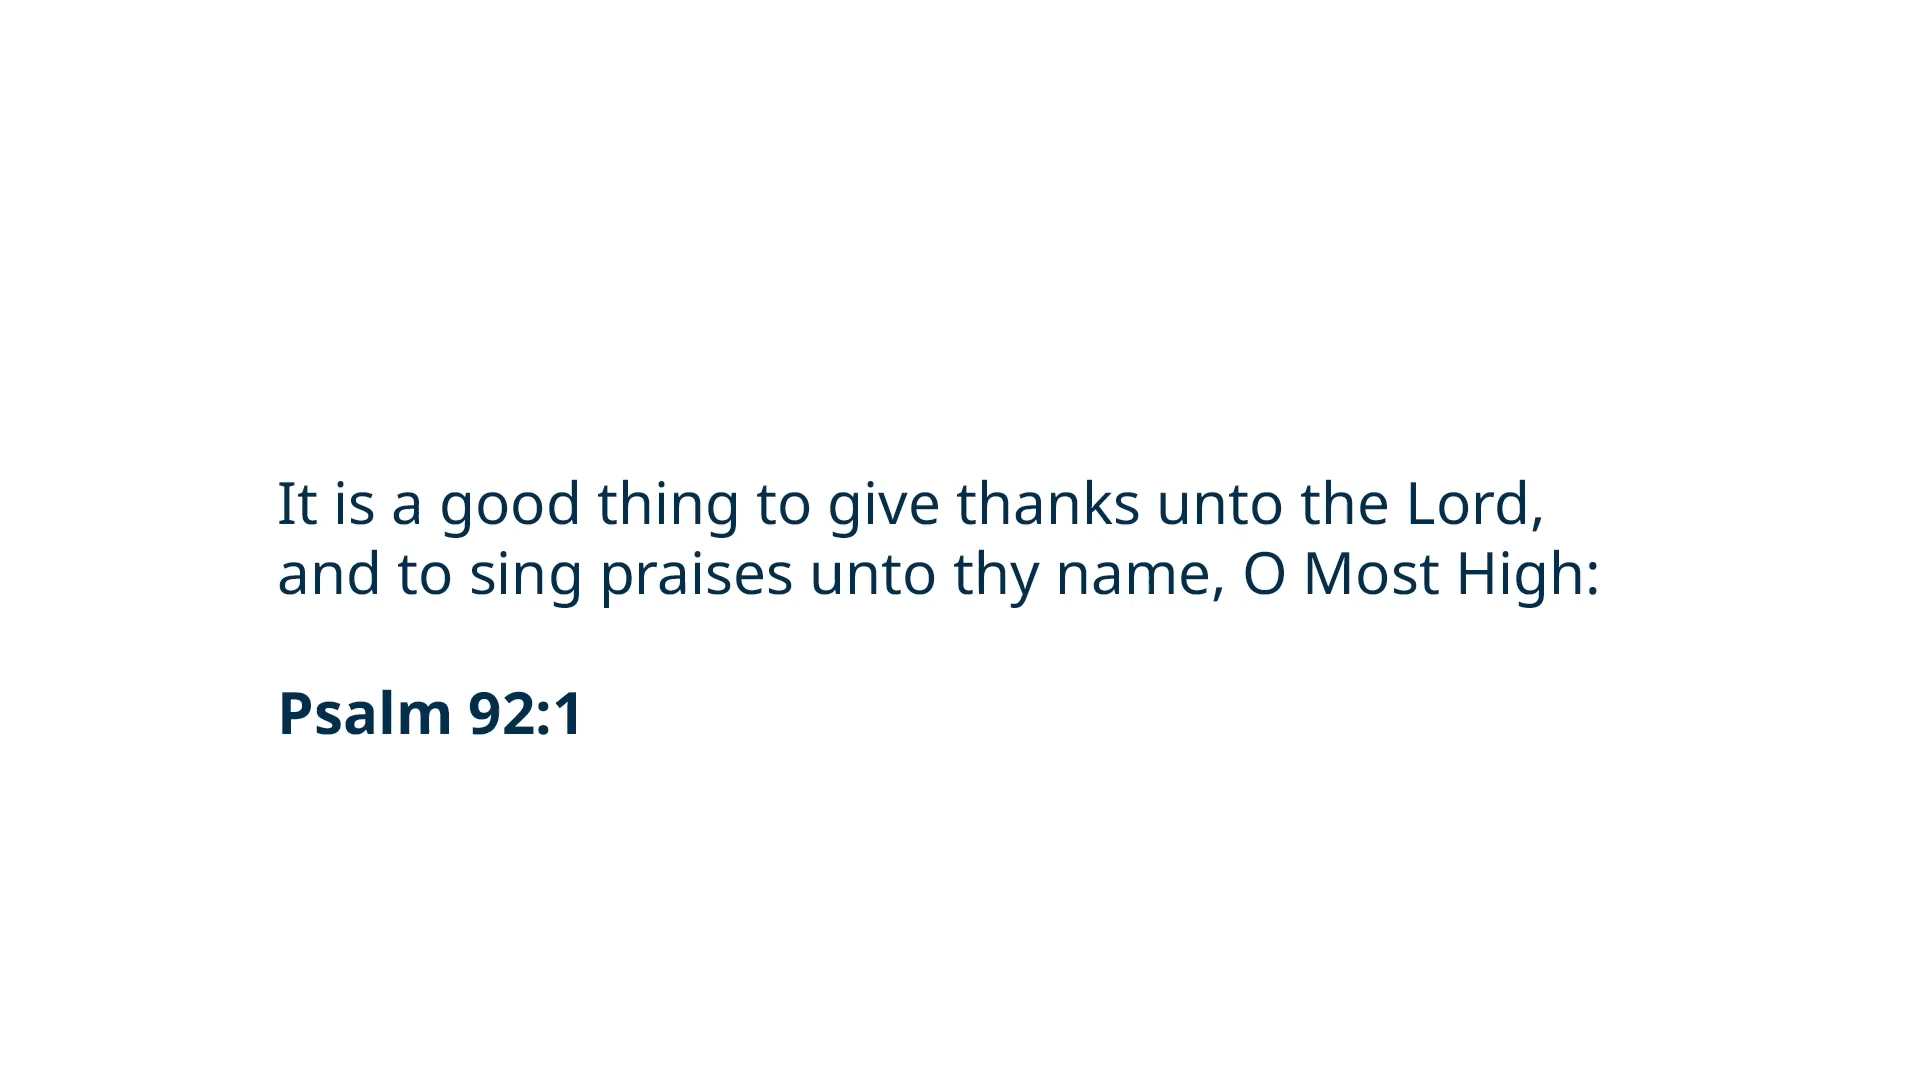 It is a good thing to give thanks unto the Lord,
and to sing praises unto thy name, O Most High:
Psalm 92:1